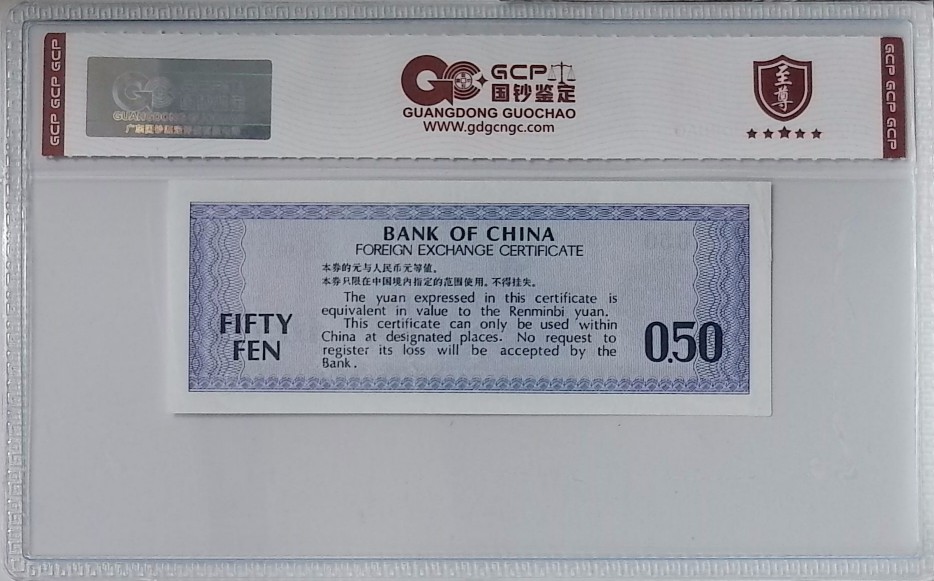 GCP GCP GCP
GCP
国钞鉴定
GUANGDONG GUOCHAO
WWW.gdgcngc.com
至尊
GCP GCP GCP
BANK OF CHINA
FOREIGN EXCHANGE CERTIFICATE
本券的元与人民币元等值。
本券只限在中国境内指定的范围使用。不得挂失。
The yuan expressed in this certificate is
equivalent in value to the Renminbi yuan.
This certificate can only be used within
China at designated places. No request to
register its loss will be accepted by the
Bank.
FIFTY
FEN
0.50